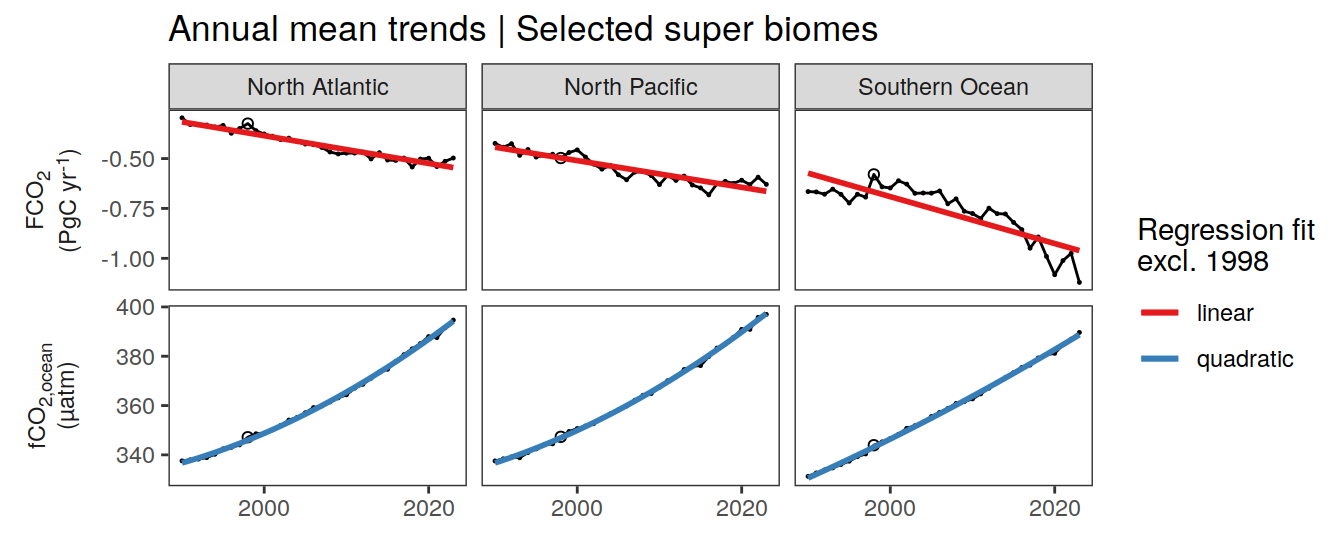 Annual mean trends | Selected super biomes
North Atlantic
North Pacific
Southern Ocean
FCO₂
(PgC yr⁻¹)
-0.50
-0.75
-1.00
fCO₂,ocean
(µatm)
400
380
360
340
2000
2020
2000
2020
2000
2020
Regression fit
excl. 1998
linear
quadratic